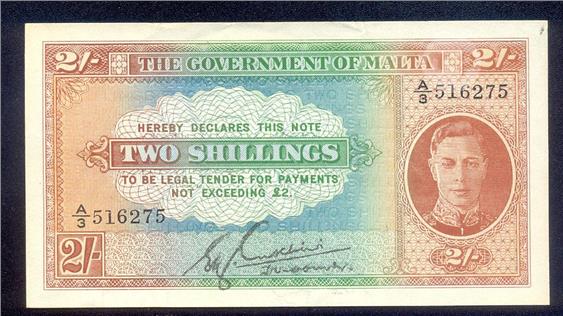 2/- THE GOVERNMENT OF MALTA 2/-
A/3 516275
HEREBY DECLARES THIS NOTE
TWO SHILLINGS
TO BE LEGAL TENDER FOR PAYMENTS
NOT EXCEEDING £2.
A/3 516275
2/-
2/-